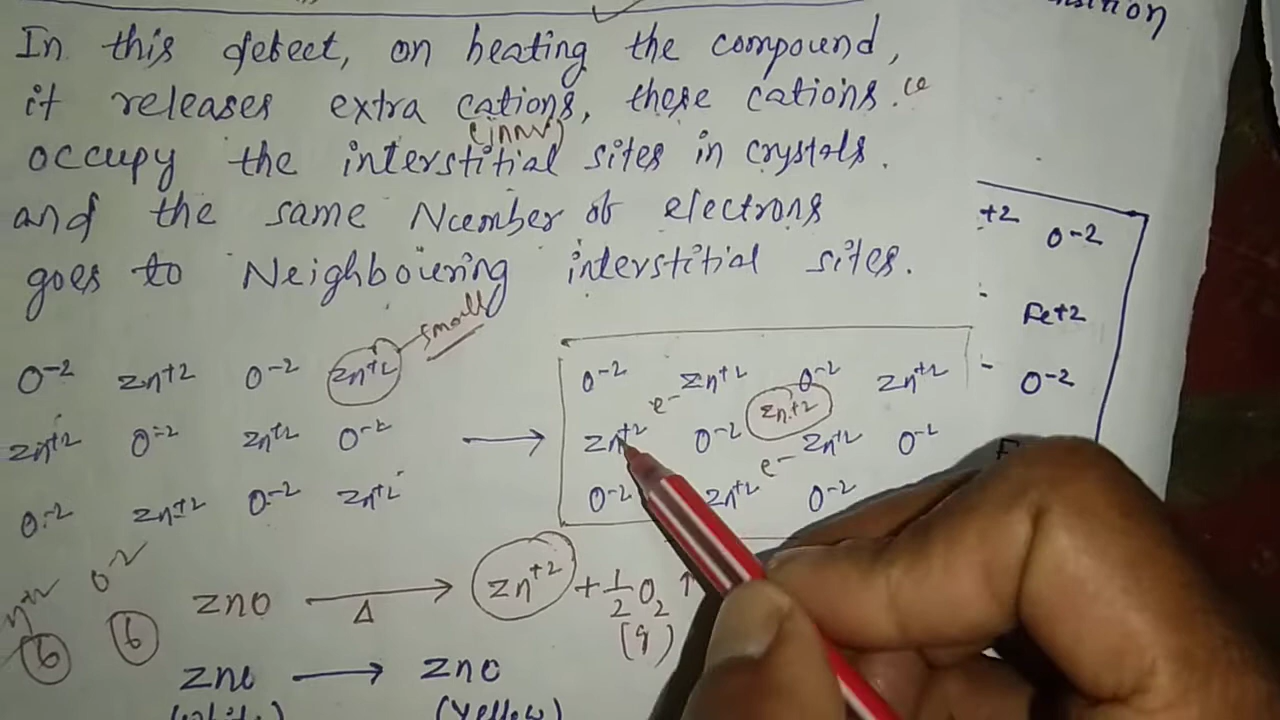 In this defect, on heating the compound,
it releases extra cations, these cations. ie
(inner)
occupy the interstitial sites in crystals.
and the same Number of electrons
goes to Neighbouring interstitial sites.
small
O-2 Zn+2 O-2 Zn+2
Zn+2 O-2 Zn+2 O-2
O-2 Zn+2 O-2 Zn+2
O-2 Zn+2 O-2 Zn+2
e- Zn+2
Zn+2 O-2 Zn+2 O-2
e-
O-2 Zn+2 O-2
+2 O-2
Fe+2
O-2
O-2
6 6
ZnO → Δ Zn+2 + 1/2 O2 ↑
(g)
ZnO → ZnO
(white) (Yellow)